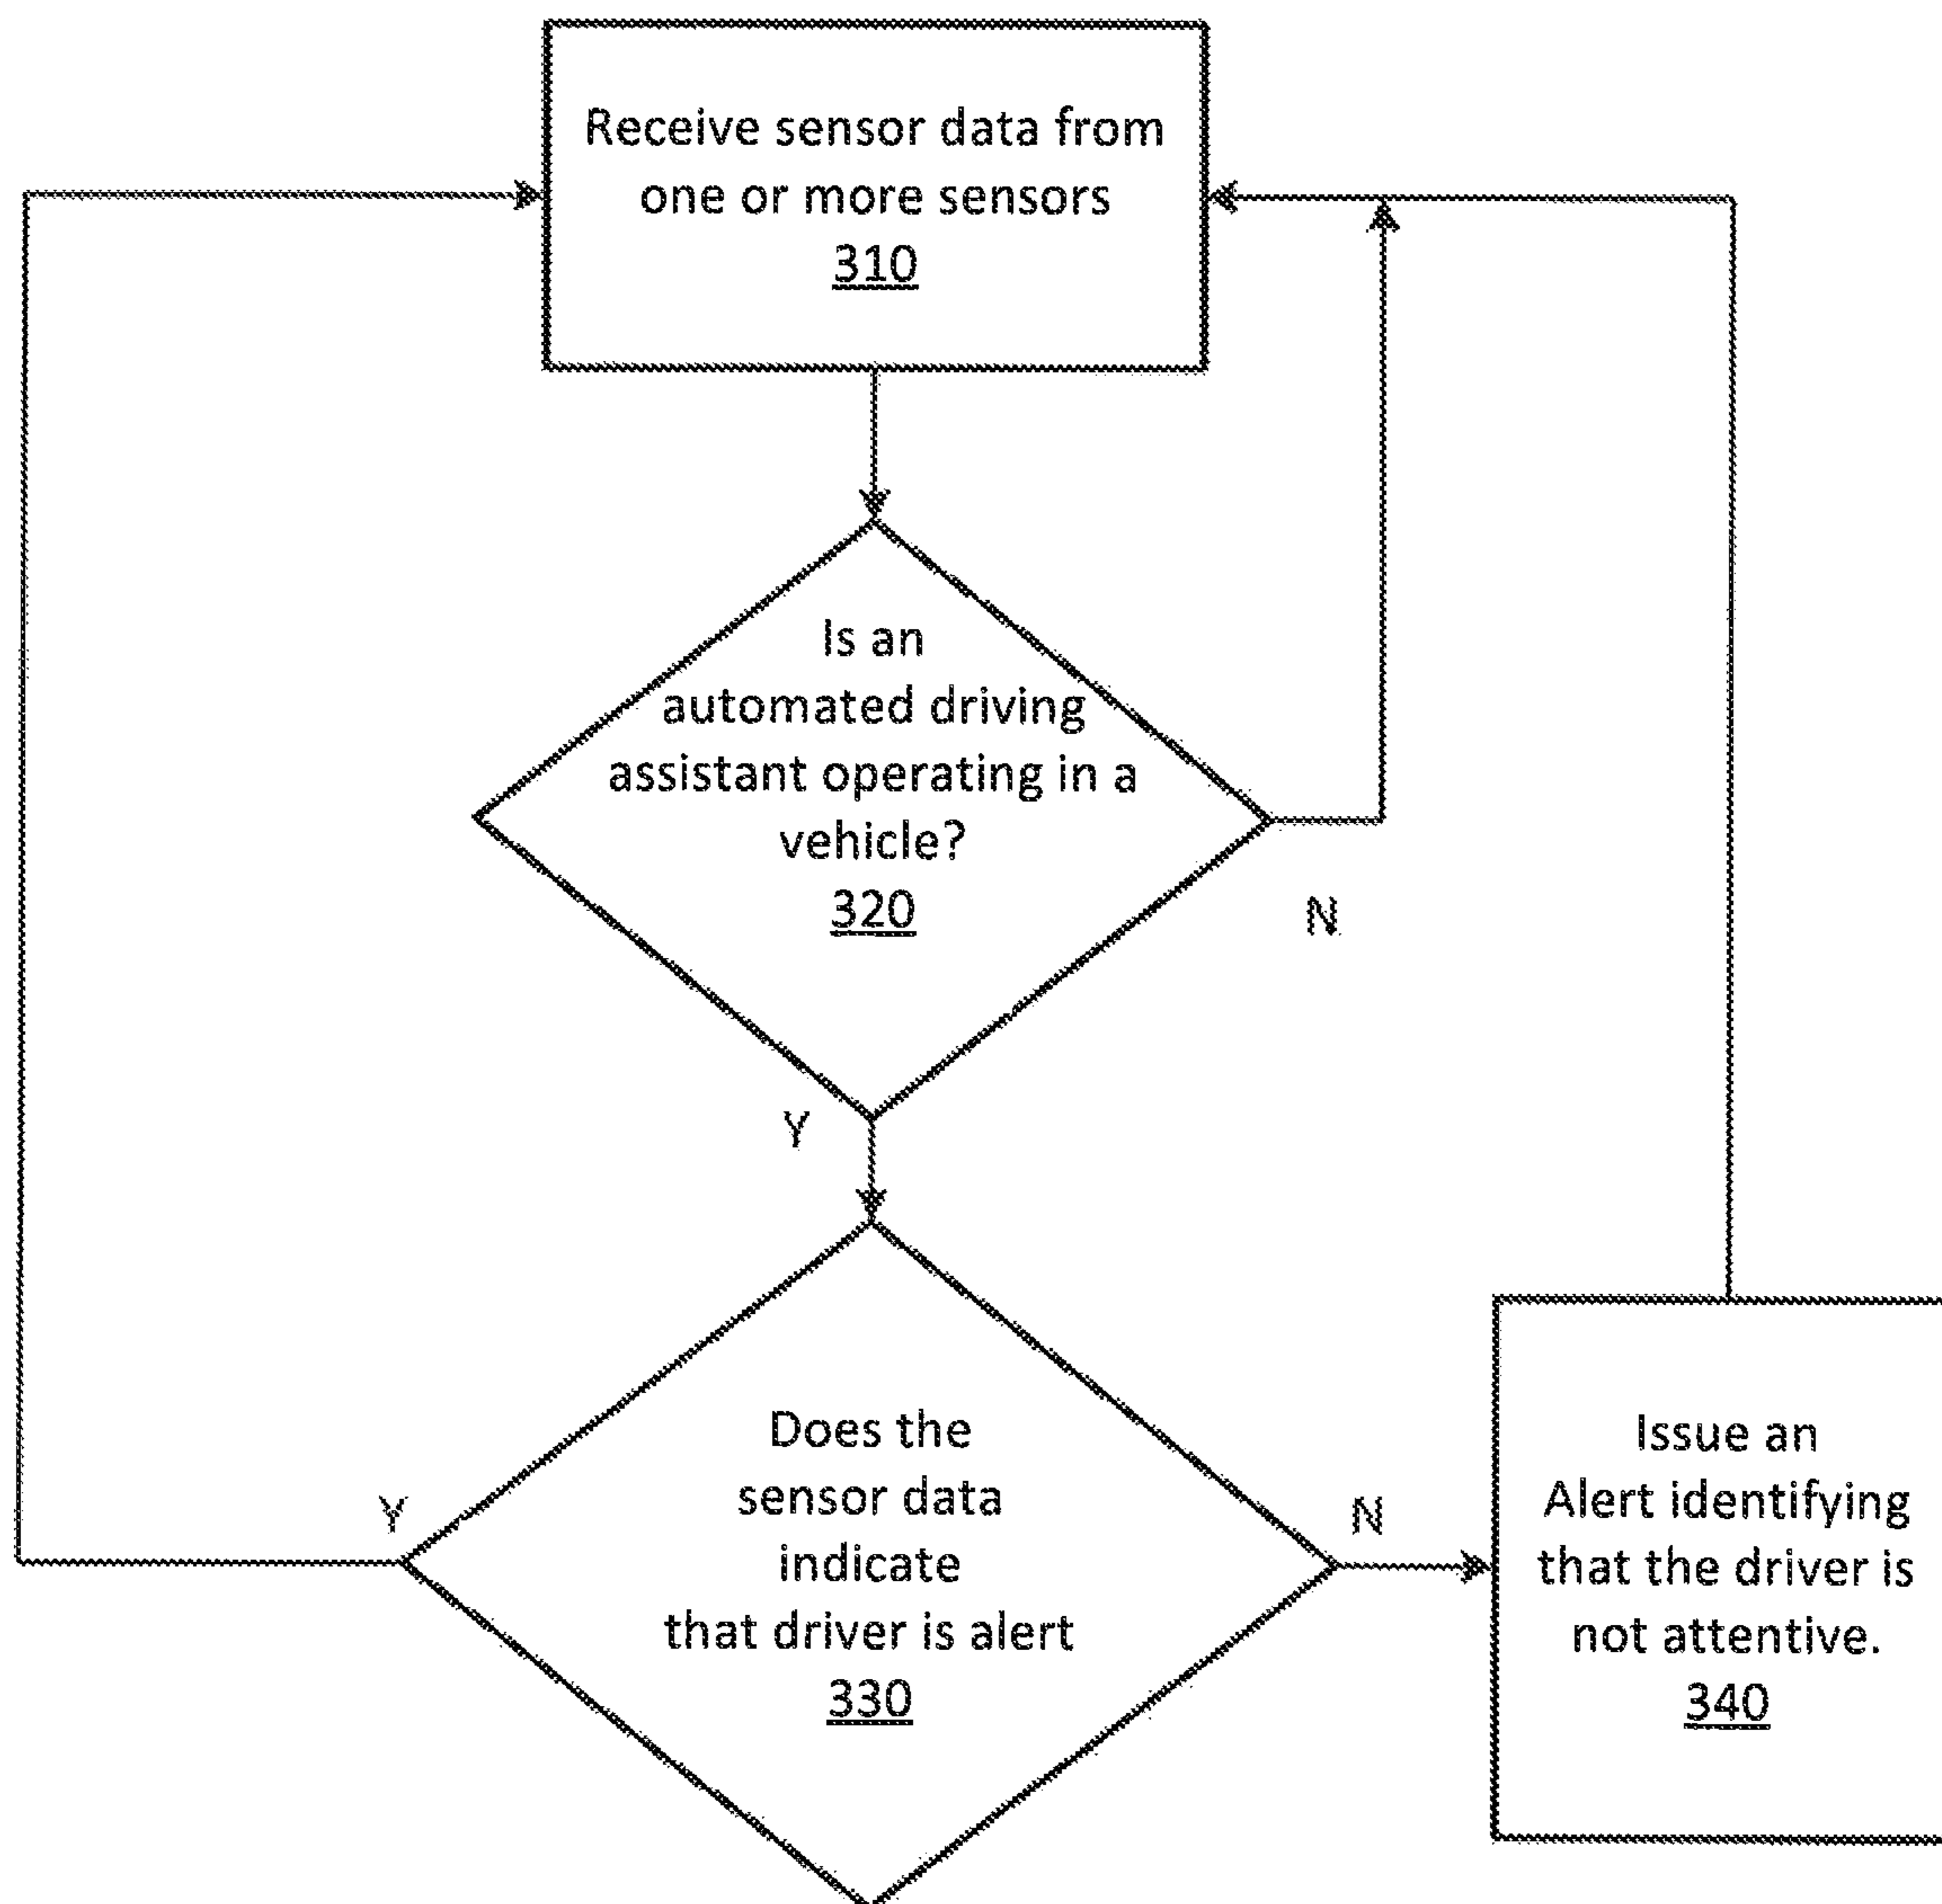 Receive sensor data from
one or more sensors
310
Is an
automated driving
assistant operating in a
vehicle?
320
N
Y
Does the
sensor data
indicate
that driver is alert
330
Y
N
Issue an
Alert identifying
that the driver is
not attentive.
340